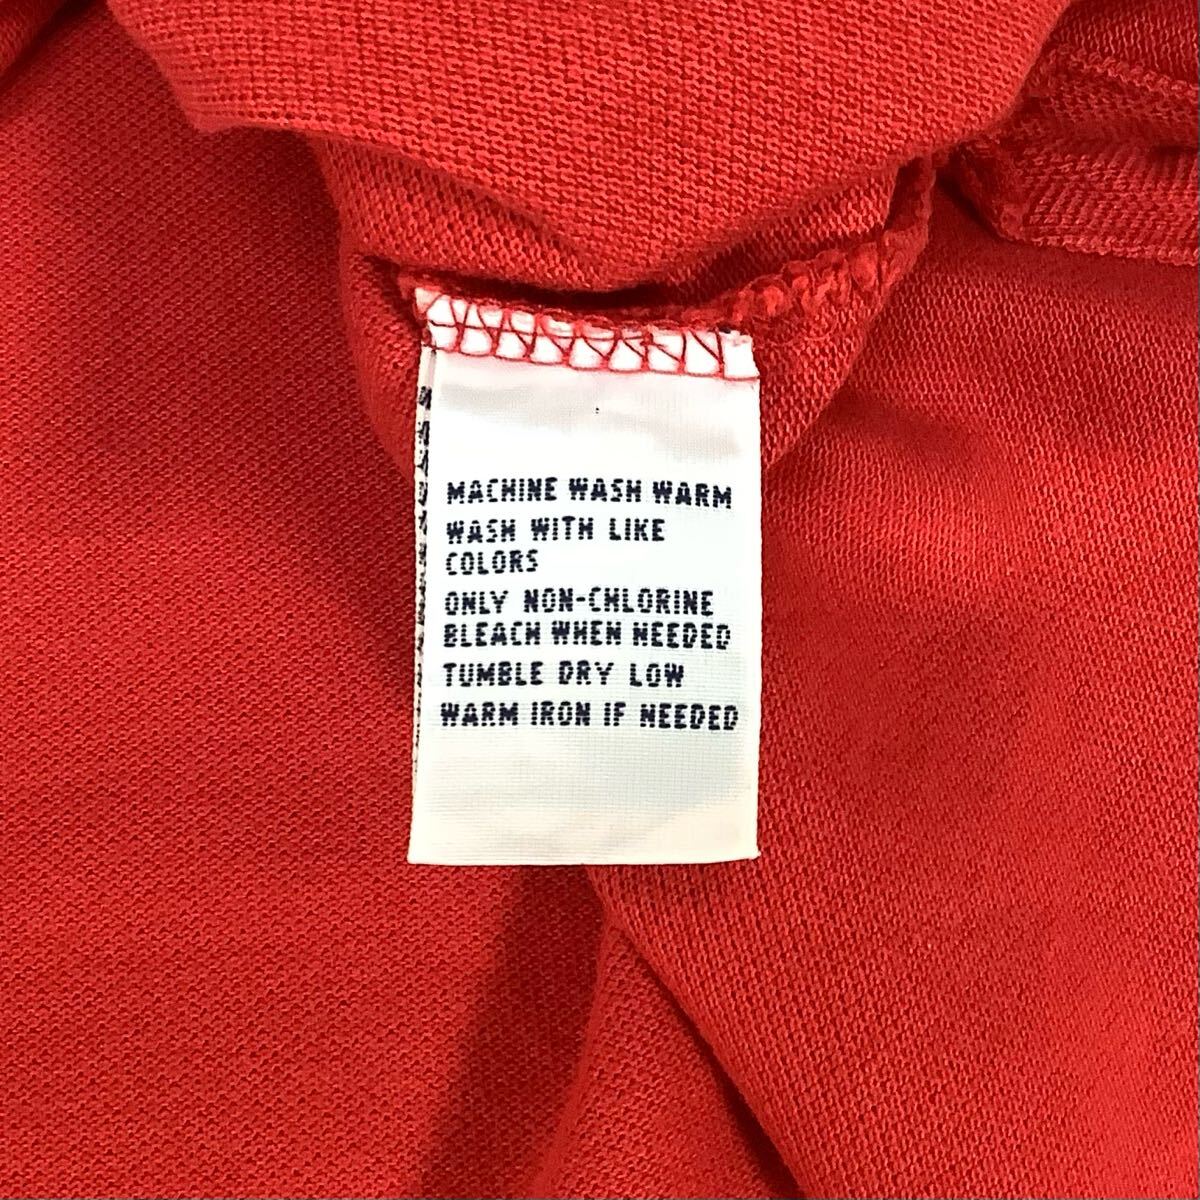 MACHINE WASH WARM
WASH WITH LIKE
COLORS
ONLY NON-CHLORINE
BLEACH WHEN NEEDED
TUMBLE DRY LOW
WARM IRON IF NEEDED